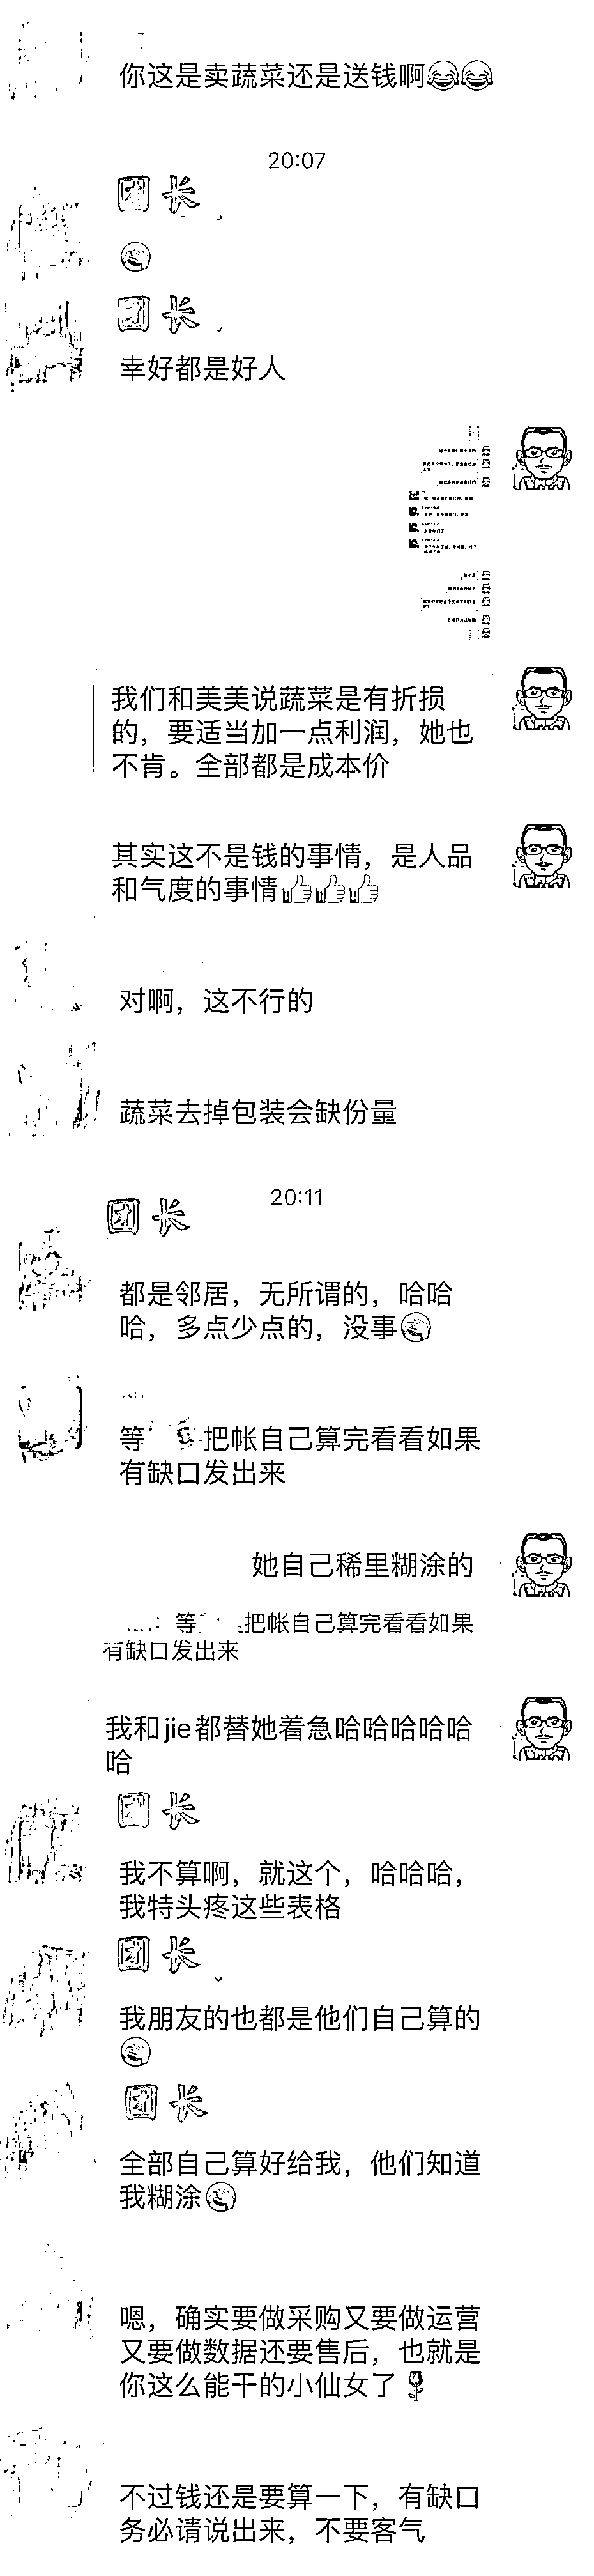 你这是卖蔬菜还是送钱啊😂😂
20:07
团长
团长
幸好都是好人
我们和美美说蔬菜是有折损
的，要适当加一点利润，她也
不肯。全部都是成本价
其实这不是钱的事情，是人品
和气度的事情👍👍👍
对啊，这不行的
蔬菜去掉包装会缺份量
20:11
团长
都是邻居，无所谓的，哈哈
哈，多点少点的，没事
等
把帐自己算完看看如果
有缺口发出来
她自己稀里糊涂的
：等
把帐自己算完看看如果
有缺口发出来
我和jie都替她着急哈哈哈哈哈
哈
团长
我不算啊，就这个，哈哈哈，
我特头疼这些表格
团长
我朋友的也都是他们自己算的
团长
全部自己算好给我，他们知道
我糊涂
嗯，确实要做采购又要做运营
又要做数据还要售后，也就是
你这么能干的小仙女了🌹
不过钱还是要算一下，有缺口
务必请说出来，不要客气